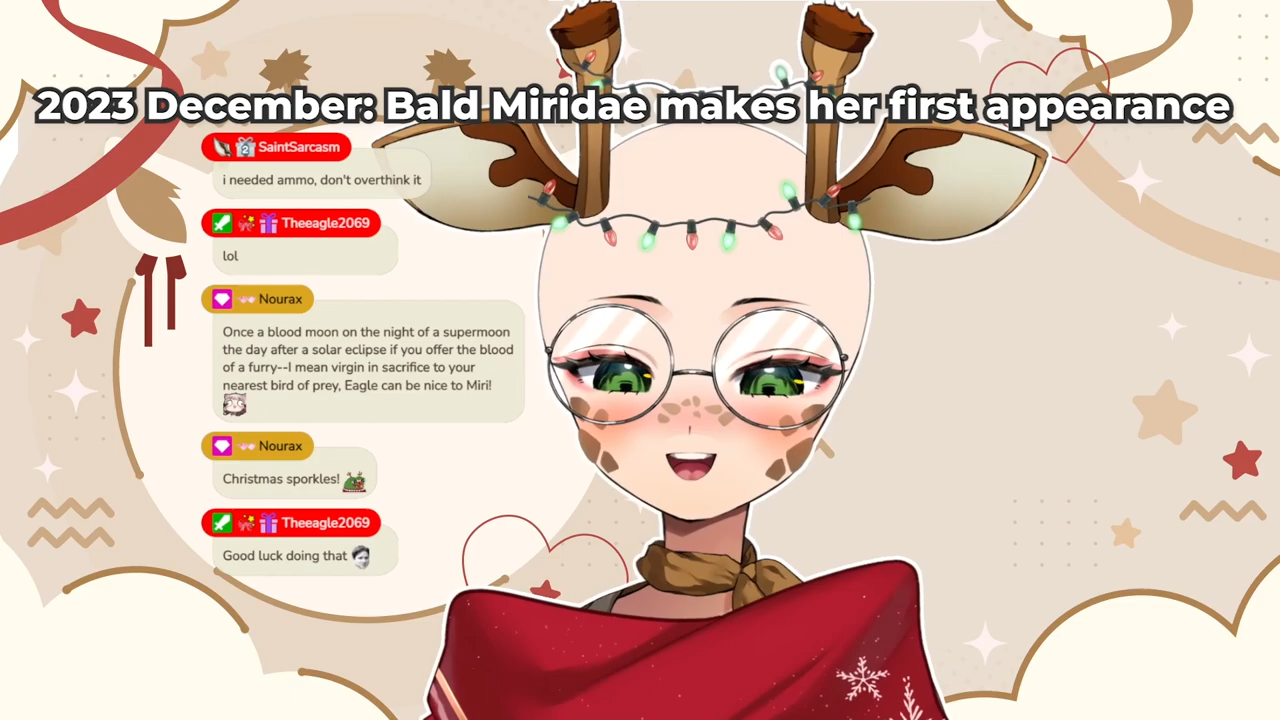 2023 December: Bald Miridae makes her first appearance
2 SaintSarcasm
i needed ammo, don't overthink it
Theeagle2069
lol
Nourax
Once a blood moon on the night of a supermoon
the day after a solar eclipse if you offer the blood
of a furry--I mean virgin in sacrifice to your
nearest bird of prey, Eagle can be nice to Miri!
Nourax
Christmas sporkles!
Theeagle2069
Good luck doing that